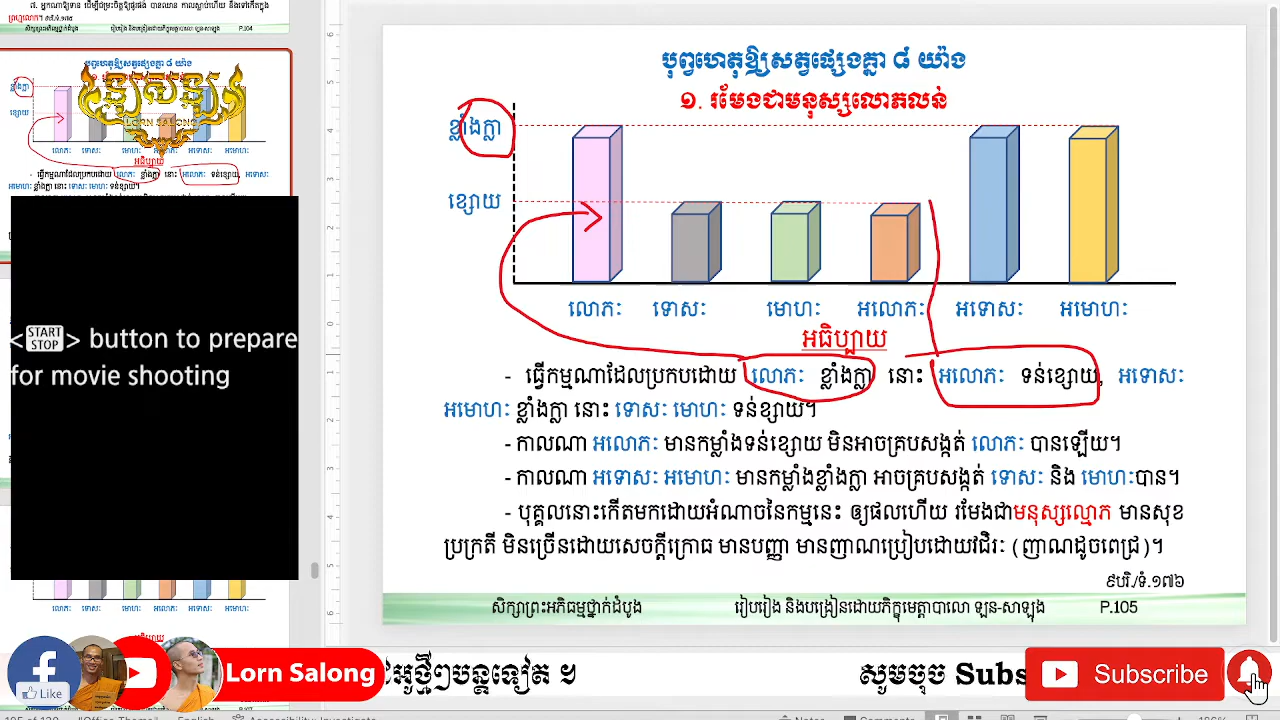 បុព្វហេតុឱ្យសត្វផ្សេងគ្នា ៨ យ៉ាង
១. រមែងជាមនុស្សលោភលន់
ខ្លាំងក្លា
ខ្សោយ
លោភៈ ទោសៈ មោហៈ អលោភៈ អទោសៈ អមោហៈ
អធិប្បាយ
- ធ្វើកម្មណាដែលប្រកបដោយ លោភៈ ខ្លាំងក្លា នោះ អលោភៈ ទន់ខ្សោយ, អទោសៈ
អមោហៈ ខ្លាំងក្លា នោះ ទោសៈ មោហៈ ទន់ខ្សោយ។
- កាលណា អលោភៈ មានកម្លាំងទន់ខ្សោយ មិនអាចគ្របសង្កត់ លោភៈ បានឡើយ។
- កាលណា អទោសៈ អមោហៈ មានកម្លាំងខ្លាំងក្លា អាចគ្របសង្កត់ ទោសៈ និង មោហៈបាន។
- បុគ្គលនោះកើតមកដោយអំណាចនៃកម្មនេះ ឲ្យផលហើយ រមែងជាមនុស្សល្មោភ មានសុខ
ប្រក្រតី មិនច្រើនដោយសេចក្តីក្រោធ មានបញ្ញា មានញាណប្រៀបដោយវជិរៈ (ញាណដូចពេជ្រ)។
៩បរិ/ទំ.១៧៦
សិក្សាព្រះអភិធម្មថ្នាក់ដំបូង រៀបរៀង និងបង្រៀនដោយភិក្ខុមេត្តាបាលោ ឡន-សាឡុង P.105
<START STOP> button to prepare
for movie shooting
LORN SALONG
Like
Lorn Salong
សូមចុច Subs
Subscribe